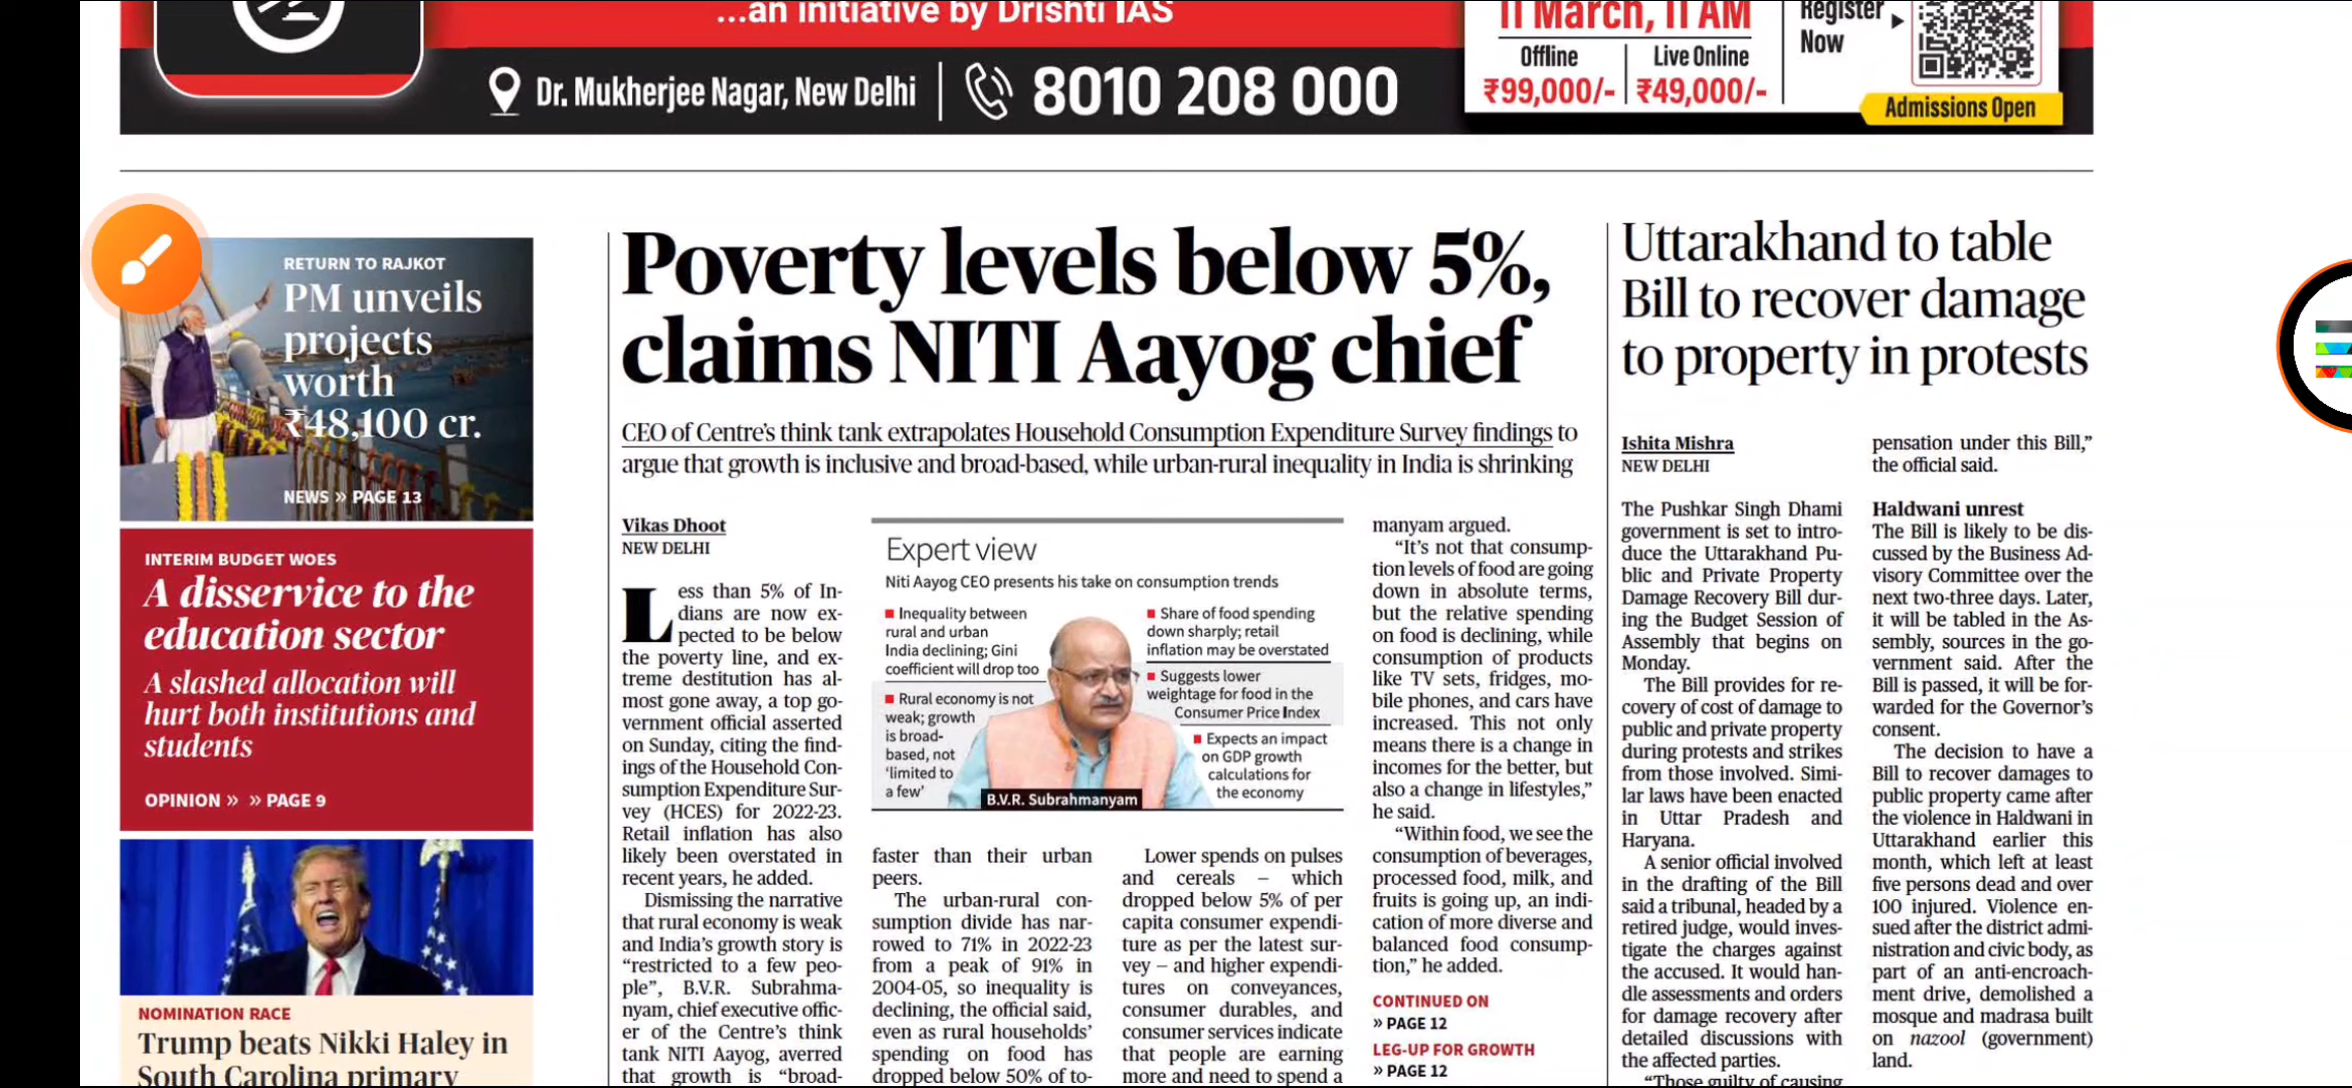 ...an initiative by Drishti IAS
Dr. Mukherjee Nagar, New Delhi
8010 208 000
11 March, 11 AM
Offline
₹99,000/-
Live Online
₹49,000/-
Register
Now
Admissions Open
RETURN TO RAJKOT
PM unveils
projects
worth
₹48,100 cr.
NEWS » PAGE 13
INTERIM BUDGET WOES
A disservice to the
education sector
A slashed allocation will
hurt both institutions and
students
OPINION » » PAGE 9
NOMINATION RACE
Trump beats Nikki Haley in
South Carolina primary
Poverty levels below 5%,
claims NITI Aayog chief
CEO of Centre's think tank extrapolates Household Consumption Expenditure Survey findings to
argue that growth is inclusive and broad-based, while urban-rural inequality in India is shrinking
Vikas Dhoot
NEW DELHI
Less than 5% of In-
dians are now ex-
pected to be below
the poverty line, and ex-
treme destitution has al-
most gone away, a top go-
vernment official asserted
on Sunday, citing the find-
ings of the Household Con-
sumption Expenditure Sur-
vey (HCES) for 2022-23.
Retail inflation has also
likely been overstated in
recent years, he added.
Dismissing the narrative
that rural economy is weak
and India's growth story is
"restricted to a few peo-
ple", B.V.R. Subrahma-
nyam, chief executive offic-
er of the Centre's think
tank NITI Aayog, averred
that growth is "broad-
Expert view
Niti Aayog CEO presents his take on consumption trends
Inequality between
rural and urban
India declining; Gini
coefficient will drop too
Rural economy is not
weak; growth
is broad-
based, not
'limited to
a few'
Share of food spending
down sharply; retail
inflation may be overstated
Suggests lower
weightage for food in the
Consumer Price Index
Expects an impact
on GDP growth
calculations for
the economy
B.V.R. Subrahmanyam
faster than their urban
peers.
The urban-rural con-
sumption divide has nar-
rowed to 71% in 2022-23
from a peak of 91% in
2004-05, so inequality is
declining, the official said,
even as rural households'
spending on food has
dropped below 50% of to-
Lower spends on pulses
and cereals – which
dropped below 5% of per
capita consumer expendi-
ture as per the latest sur-
vey – and higher expendi-
tures on conveyances,
consumer durables, and
consumer services indicate
that people are earning
more and need to spend a
manyam argued.
"It's not that consump-
tion levels of food are going
down in absolute terms,
but the relative spending
on food is declining, while
consumption of products
like TV sets, fridges, mo-
bile phones, and cars have
increased. This not only
means there is a change in
incomes for the better, but
also a change in lifestyles,"
he said.
"Within food, we see the
consumption of beverages,
processed food, milk, and
fruits is going up, an indi-
cation of more diverse and
balanced food consump-
tion," he added.
CONTINUED ON
» PAGE 12
LEG-UP FOR GROWTH
» PAGE 12
Uttarakhand to table
Bill to recover damage
to property in protests
Ishita Mishra
NEW DELHI
The Pushkar Singh Dhami
government is set to intro-
duce the Uttarakhand Pu-
blic and Private Property
Damage Recovery Bill dur-
ing the Budget Session of
Assembly that begins on
Monday.
The Bill provides for re-
covery of cost of damage to
public and private property
during protests and strikes
from those involved. Simi-
lar laws have been enacted
in Uttar Pradesh and
Haryana.
A senior official involved
in the drafting of the Bill
said a tribunal, headed by a
retired judge, would inves-
tigate the charges against
the accused. It would han-
dle assessments and orders
for damage recovery after
detailed discussions with
the affected parties.
"Those guilty of causing
pensation under this Bill,"
the official said.
Haldwani unrest
The Bill is likely to be dis-
cussed by the Business Ad-
visory Committee over the
next two-three days. Later,
it will be tabled in the As-
sembly, sources in the go-
vernment said. After the
Bill is passed, it will be for-
warded for the Governor's
consent.
The decision to have a
Bill to recover damages to
public property came after
the violence in Haldwani in
Uttarakhand earlier this
month, which left at least
five persons dead and over
100 injured. Violence en-
sued after the district admi-
nistration and civic body, as
part of an anti-encroach-
ment drive, demolished a
mosque and madrasa built
on nazool (government)
land.